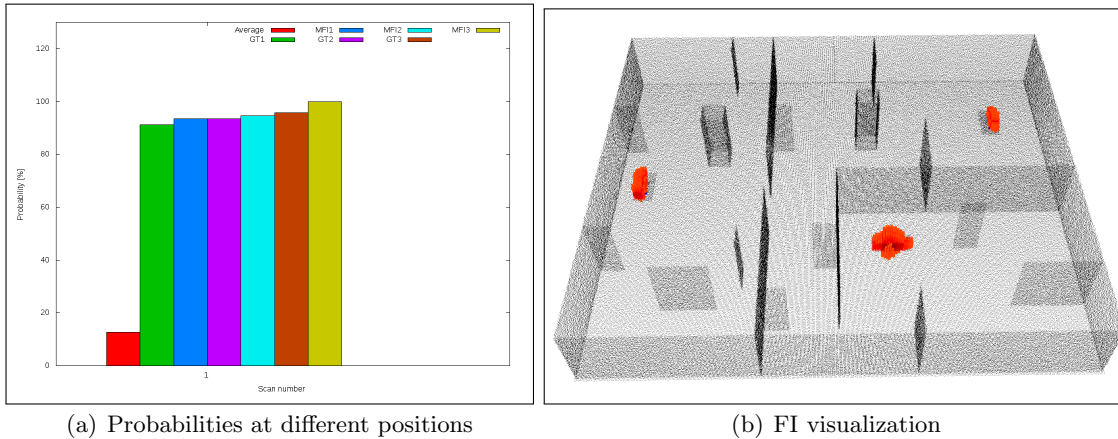 Average MFI1 MFI2 MFI3
GT1 GT2 GT3
120
100
80
60
40
20
0
Probability [%]
1
Scan number
(a) Probabilities at different positions
(b) FI visualization